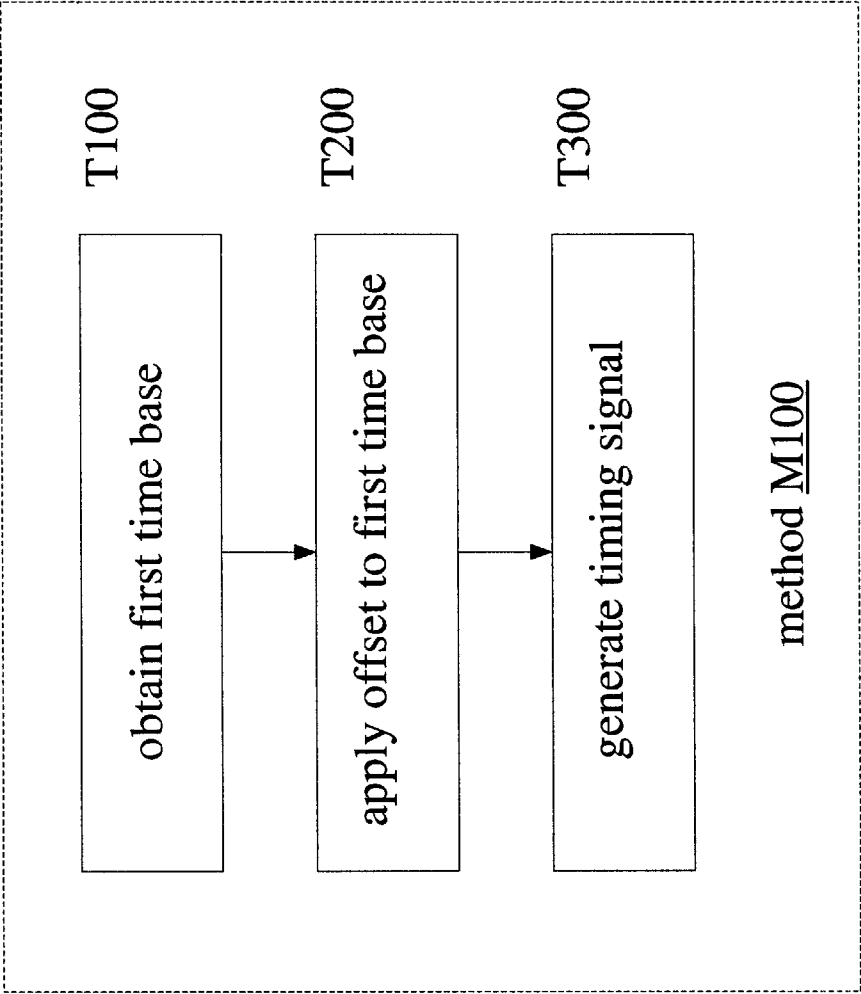 T100
obtain first time base
T200
apply offset to first time base
T300
generate timing signal
method M100